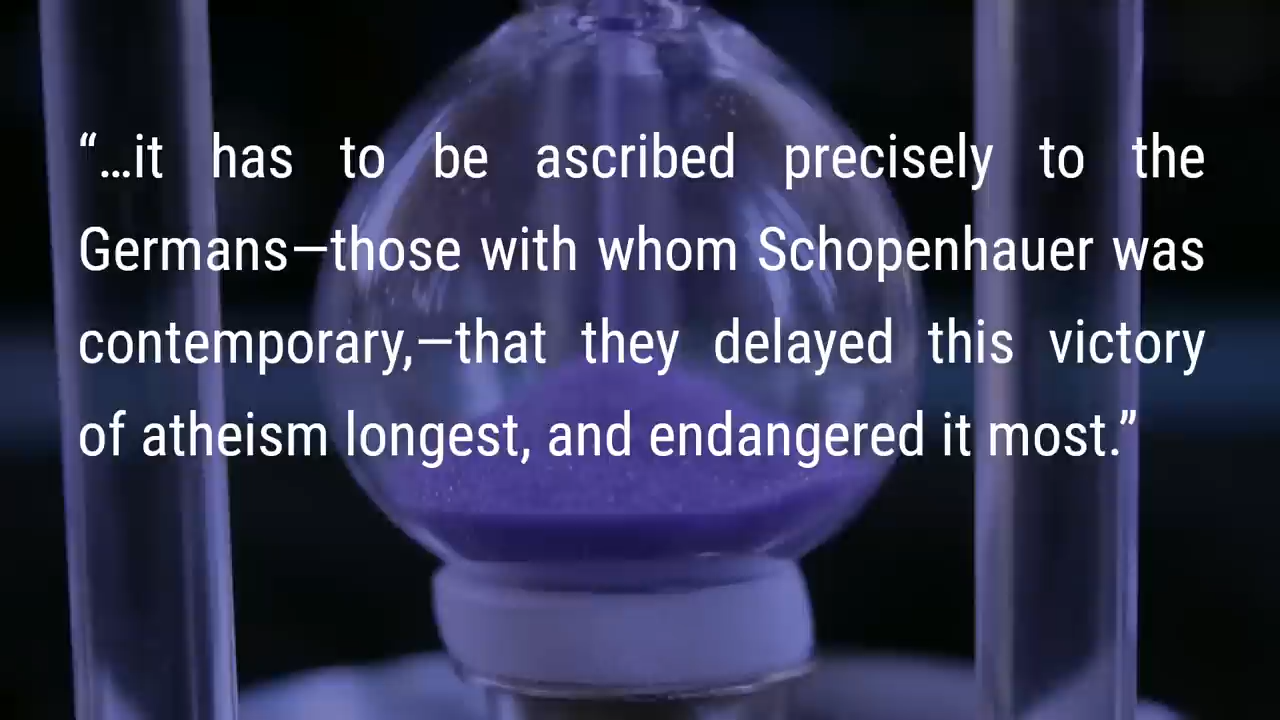 “…it has to be ascribed precisely to the
Germans—those with whom Schopenhauer was
contemporary,—that they delayed this victory
of atheism longest, and endangered it most.”